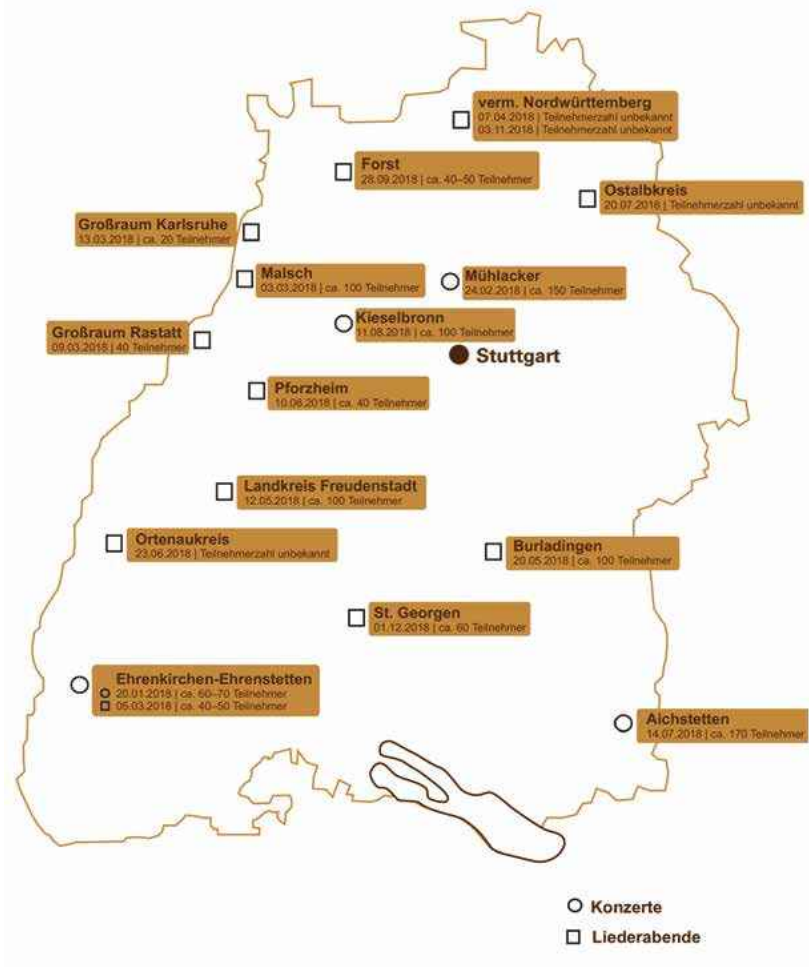 verm. Nordwürttemberg
07.04.2018 | Teilnehmerzahl unbekannt
03.11.2018 | Teilnehmerzahl unbekannt
Forst
28.09.2018 | ca. 40–50 Teilnehmer
Ostalbkreis
20.07.2018 | Teilnehmerzahl unbekannt
Großraum Karlsruhe
13.03.2018 | ca. 20 Teilnehmer
Malsch
03.03.2018 | ca. 100 Teilnehmer
Mühlacker
24.02.2018 | ca. 150 Teilnehmer
Kieselbronn
11.08.2018 | ca. 100 Teilnehmer
Großraum Rastatt
09.03.2018 | 40 Teilnehmer
Stuttgart
Pforzheim
10.06.2018 | ca. 40 Teilnehmer
Landkreis Freudenstadt
12.05.2018 | ca. 100 Teilnehmer
Ortenaukreis
23.06.2018 | Teilnehmerzahl unbekannt
Burladingen
20.05.2018 | ca. 100 Teilnehmer
St. Georgen
01.12.2018 | ca. 60 Teilnehmer
Ehrenkirchen-Ehrenstetten
20.01.2018 | ca. 60–70 Teilnehmer
05.03.2018 | ca. 40–50 Teilnehmer
Aichstetten
14.07.2018 | ca. 170 Teilnehmer
Konzerte
Liederabende